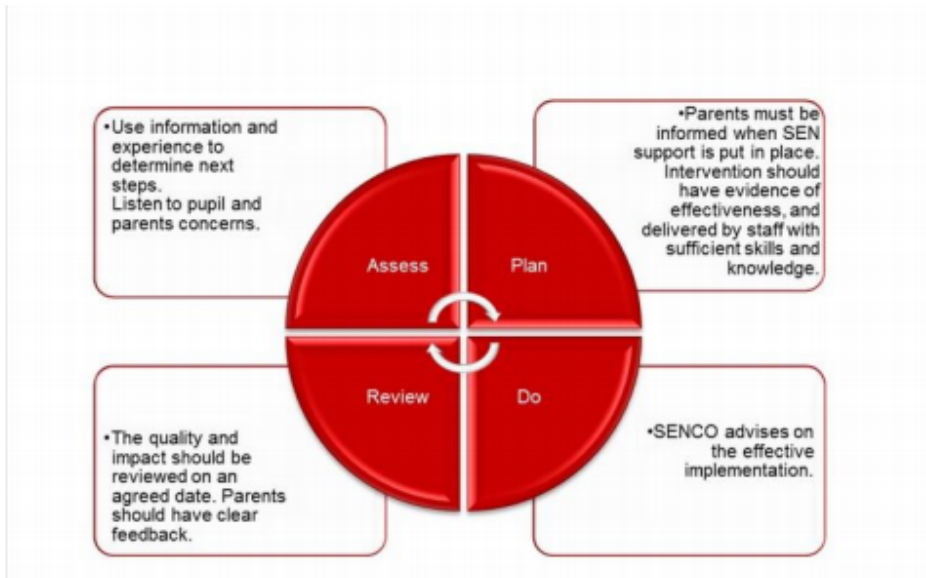 •Use information and
experience to
determine next
steps.
Listen to pupil and
parents concerns.
•Parents must be
informed when SEN
support is put in place.
Intervention should
have evidence of
effectiveness, and
delivered by staff with
sufficient skills and
knowledge.
Assess
Plan
Review
Do
•The quality and
impact should be
reviewed on an
agreed date. Parents
should have clear
feedback.
•SENCO advises on
the effective
implementation.